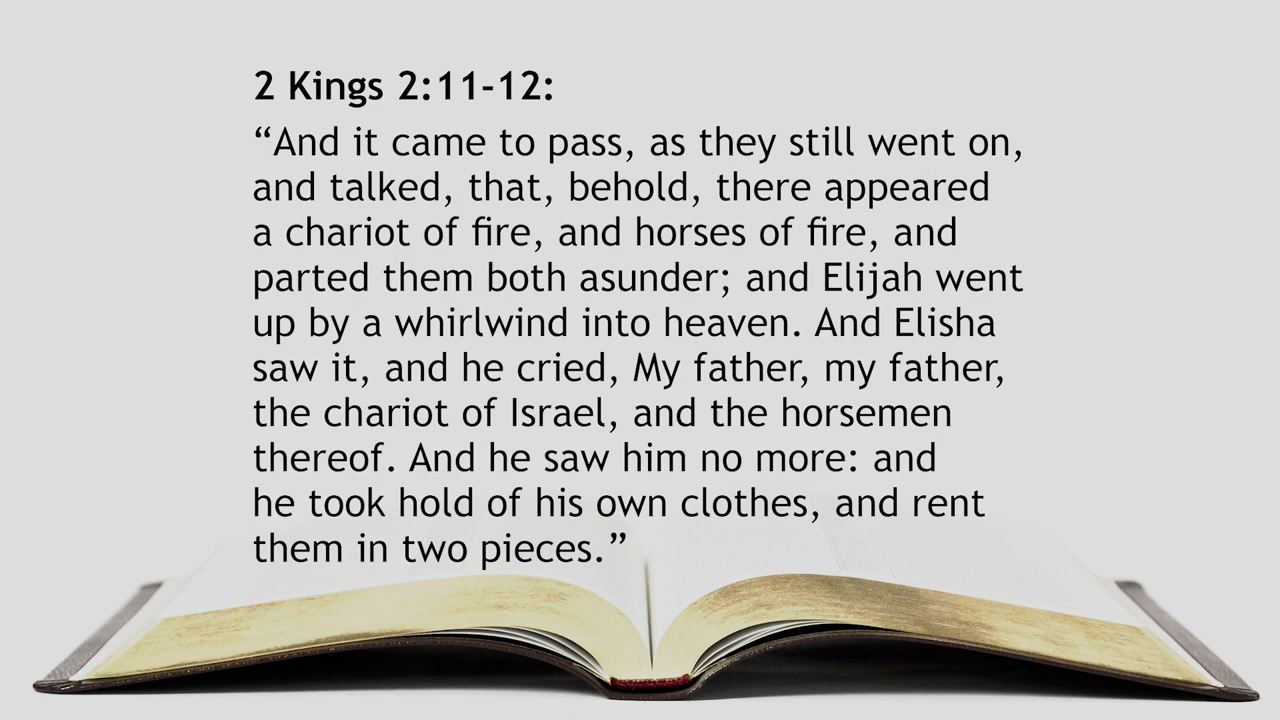 2 Kings 2:11-12:
“And it came to pass, as they still went on,
and talked, that, behold, there appeared
a chariot of fire, and horses of fire, and
parted them both asunder; and Elijah went
up by a whirlwind into heaven. And Elisha
saw it, and he cried, My father, my father,
the chariot of Israel, and the horsemen
thereof. And he saw him no more: and
he took hold of his own clothes, and rent
them in two pieces.”